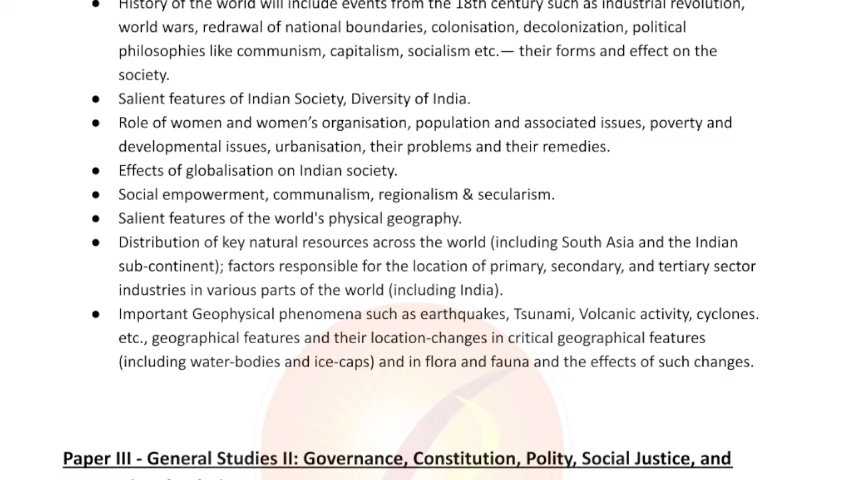 ● History of the world will include events from the 18th century such as industrial revolution,
world wars, redrawal of national boundaries, colonisation, decolonization, political
philosophies like communism, capitalism, socialism etc.— their forms and effect on the
society.
● Salient features of Indian Society, Diversity of India.
● Role of women and women’s organisation, population and associated issues, poverty and
developmental issues, urbanisation, their problems and their remedies.
● Effects of globalisation on Indian society.
● Social empowerment, communalism, regionalism & secularism.
● Salient features of the world's physical geography.
● Distribution of key natural resources across the world (including South Asia and the Indian
sub-continent); factors responsible for the location of primary, secondary, and tertiary sector
industries in various parts of the world (including India).
● Important Geophysical phenomena such as earthquakes, Tsunami, Volcanic activity, cyclones.
etc., geographical features and their location-changes in critical geographical features
(including water-bodies and ice-caps) and in flora and fauna and the effects of such changes.
Paper III - General Studies II: Governance, Constitution, Polity, Social Justice, and